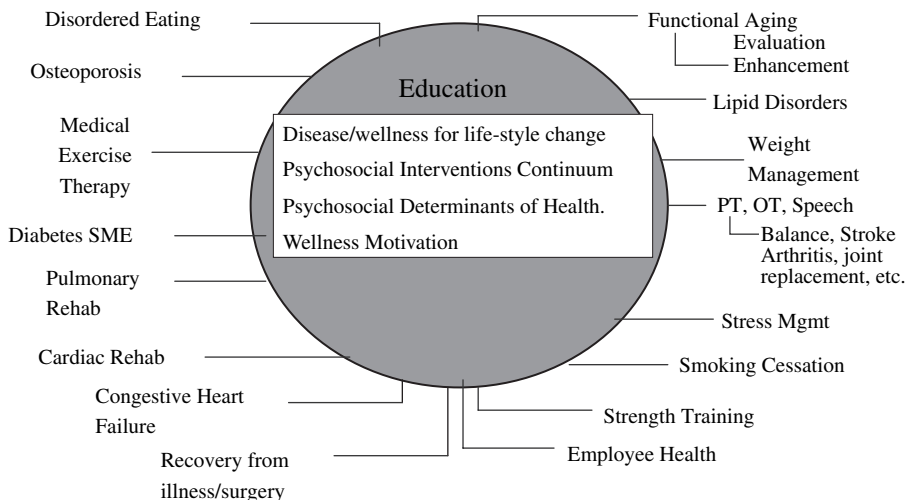 Disordered Eating
Osteoporosis
Medical
Exercise
Therapy
Diabetes SME
Pulmonary
Rehab
Cardiac Rehab
Congestive Heart
Failure
Recovery from
illness/surgery
Education
Disease/wellness for life-style change
Psychosocial Interventions Continuum
Psychosocial Determinants of Health.
Wellness Motivation
Functional Aging
Evaluation
Enhancement
Lipid Disorders
Weight
Management
PT, OT, Speech
Balance, Stroke
Arthritis, joint
replacement, etc.
Stress Mgmt
Smoking Cessation
Strength Training
Employee Health